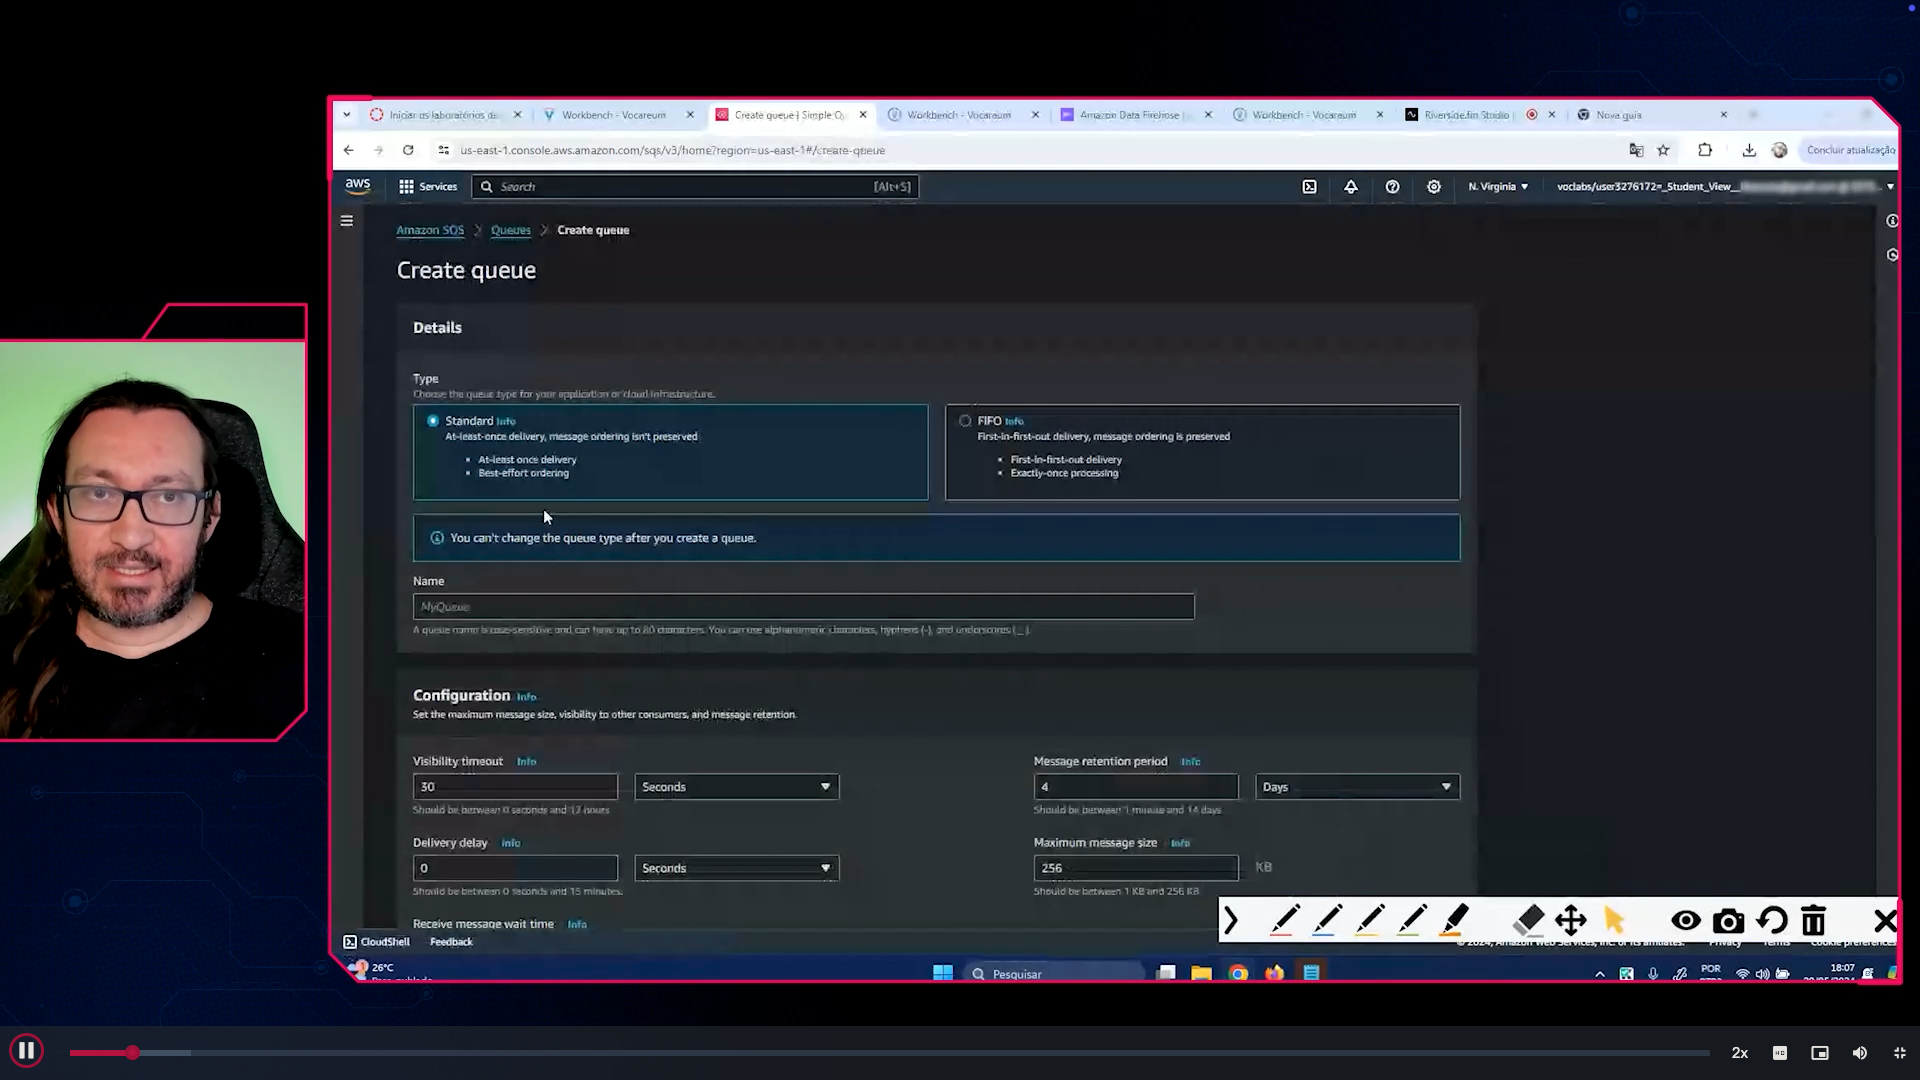 Iniciar os laboratórios da
Workbench - Vocareum
Create queue | Simple Qu
Workbench - Vocareum
Amazon Data Firehose |
Workbench - Vocareum
Riverside.fm Studio |
Nova guia
us-east-1.console.aws.amazon.com/sqs/v3/home?region=us-east-1#/create-queue
Concluir atualização
aws
Services
Search
[Alt+S]
N. Virginia
voclabs/user3276172=_Student_View_
Amazon SQS
Queues
Create queue
Create queue
Details
Type
Choose the queue type for your application or cloud infrastructure.
Standard Info
At-least-once delivery, message ordering isn't preserved
• At-least once delivery
• Best-effort ordering
FIFO Info
First-in-first-out delivery, message ordering is preserved
• First-in-first-out delivery
• Exactly-once processing
You can't change the queue type after you create a queue.
Name
MyQueue
A queue name is case-sensitive and can have up to 80 characters. You can use alphanumeric characters, hyphens (-), and underscores (_).
Configuration Info
Set the maximum message size, visibility to other consumers, and message retention.
Visibility timeout Info
30
Seconds
Should be between 0 seconds and 12 hours
Message retention period Info
4
Days
Should be between 1 minute and 14 days
Delivery delay Info
0
Seconds
Should be between 0 seconds and 15 minutes.
Maximum message size Info
256
KB
Should be between 1 KB and 256 KB
Receive message wait time Info
CloudShell
Feedback
© 2024, Amazon Web Services, Inc. or its affiliates.
Privacy
Terms
Cookie preferences
26°C
Pesquisar
POR
18:07
2x